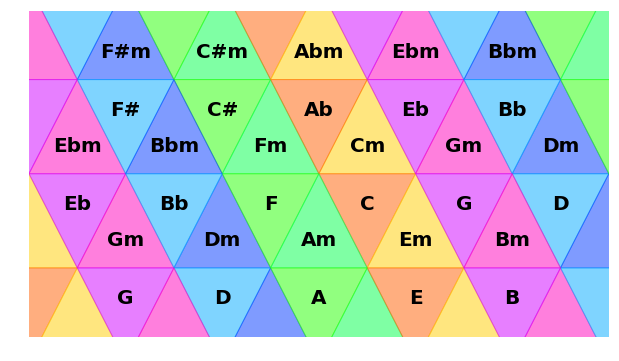 F#m C#m Abm Ebm Bbm
F# C# Ab Eb Bb
Ebm Bbm Fm Cm Gm Dm
Eb Bb F C G D
Gm Dm Am Em Bm
G D A E B